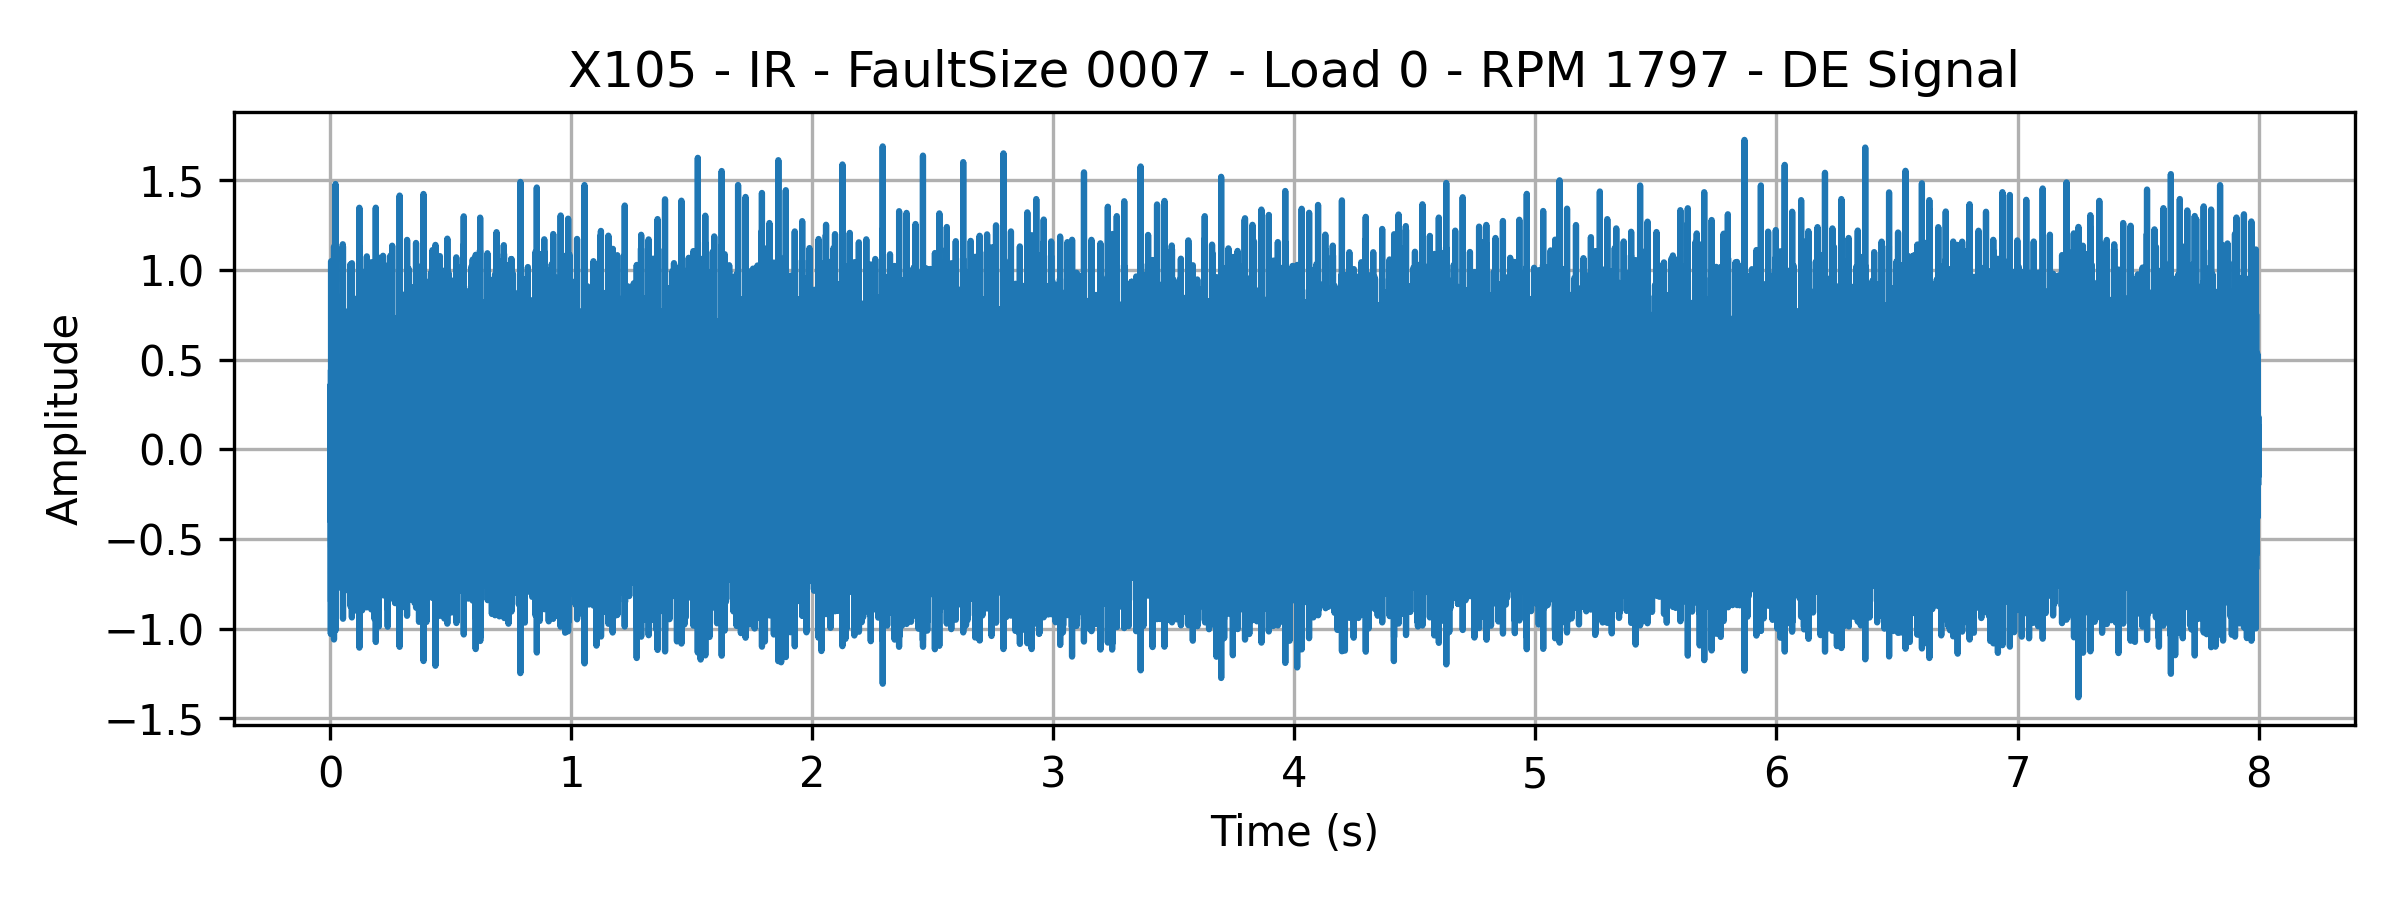 X105 - IR - FaultSize 0007 - Load 0 - RPM 1797 - DE Signal
1.5
1.0
0.5
0.0
−0.5
−1.0
−1.5
Amplitude
0 1 2 3 4 5 6 7 8
Time (s)